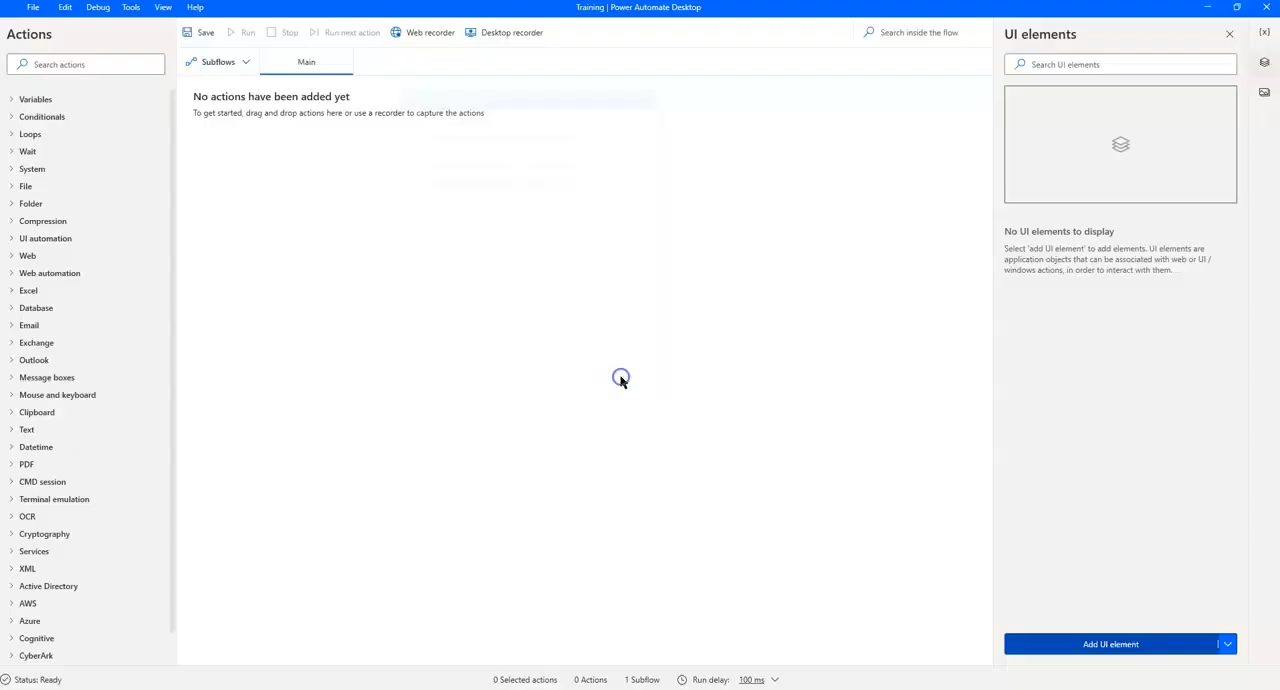 File Edit Debug Tools View Help
Training | Power Automate Desktop
Actions
Search actions
Variables
Conditionals
Loops
Wait
System
File
Folder
Compression
UI automation
Web
Web automation
Excel
Database
Email
Exchange
Outlook
Message boxes
Mouse and keyboard
Clipboard
Text
Datetime
PDF
CMD session
Terminal emulation
OCR
Cryptography
Services
XML
Active Directory
AWS
Azure
Cognitive
CyberArk
Save Run Stop Run next action Web recorder Desktop recorder
Search inside the flow
Subflows Main
No actions have been added yet
To get started, drag and drop actions here or use a recorder to capture the actions
UI elements
Search UI elements
{x}
No UI elements to display
Select 'add UI element' to add elements. UI elements are
application objects that can be associated with web or UI /
windows actions, in order to interact with them.
Add UI element
Status: Ready
0 Selected actions
0 Actions
1 Subflow
Run delay: 100 ms